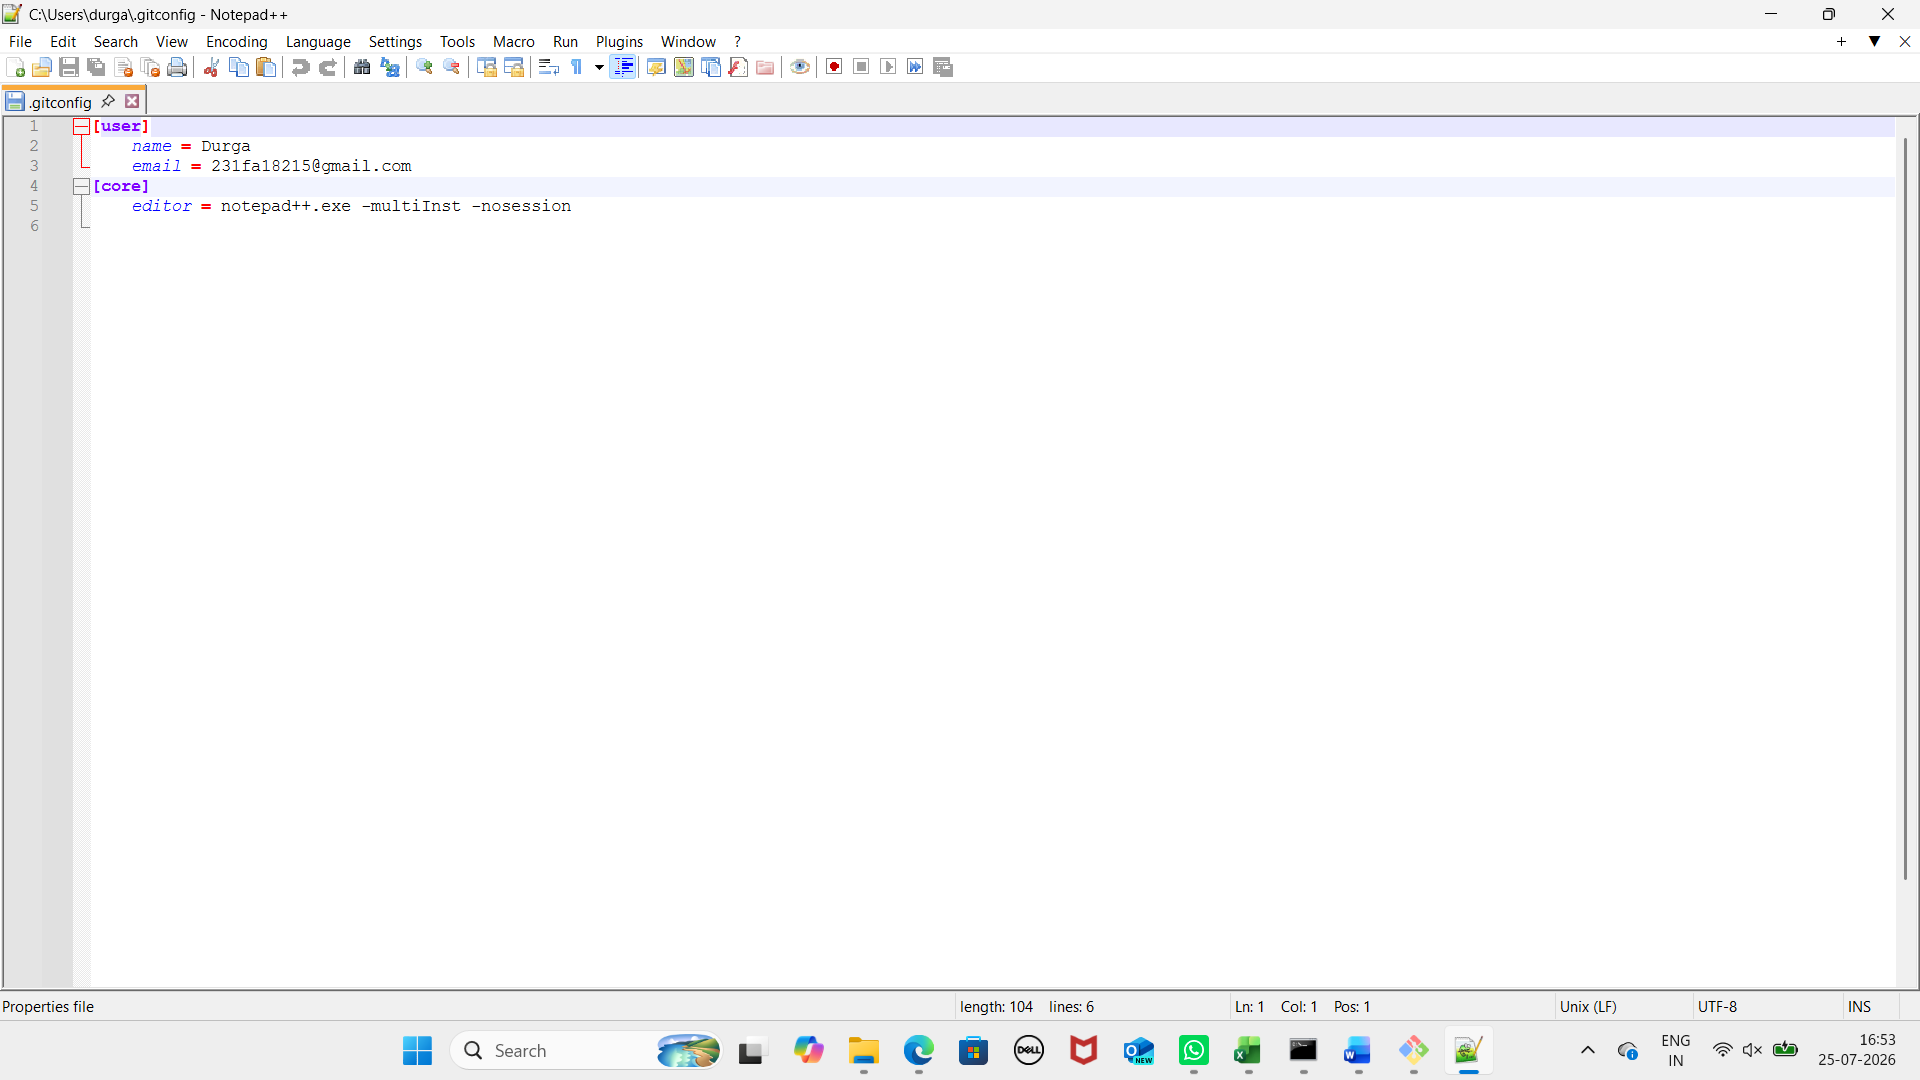 C:\Users\durga\.gitconfig - Notepad++
File Edit Search View Encoding Language Settings Tools Macro Run Plugins Window ?
.gitconfig
1 [user]
2 name = Durga
3 email = 231fa18215@gmail.com
4 [core]
5 editor = notepad++.exe -multiInst -nosession
6
Properties file length: 104 lines: 6 Ln: 1 Col: 1 Pos: 1 Unix (LF) UTF-8 INS
Search
DELL
NEW
ENG
IN
16:53
25-07-2026